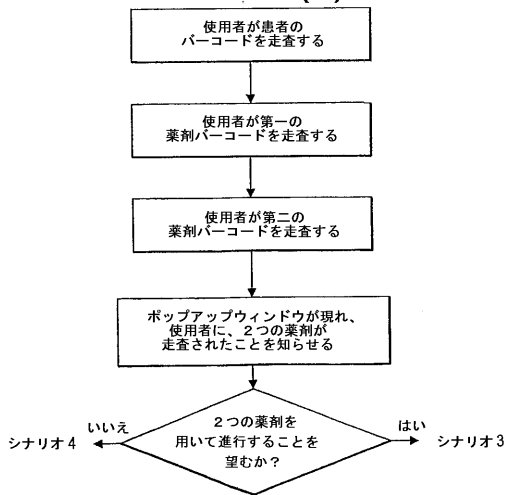 使用者が患者の
バーコードを走査する
使用者が第一の
薬剤バーコードを走査する
使用者が第二の
薬剤バーコードを走査する
ポップアップウィンドウが現れ、
使用者に、2つの薬剤が
走査されたことを知らせる
2つの薬剤を
用いて進行することを
望むか?
いいえ
シナリオ4
はい
シナリオ3